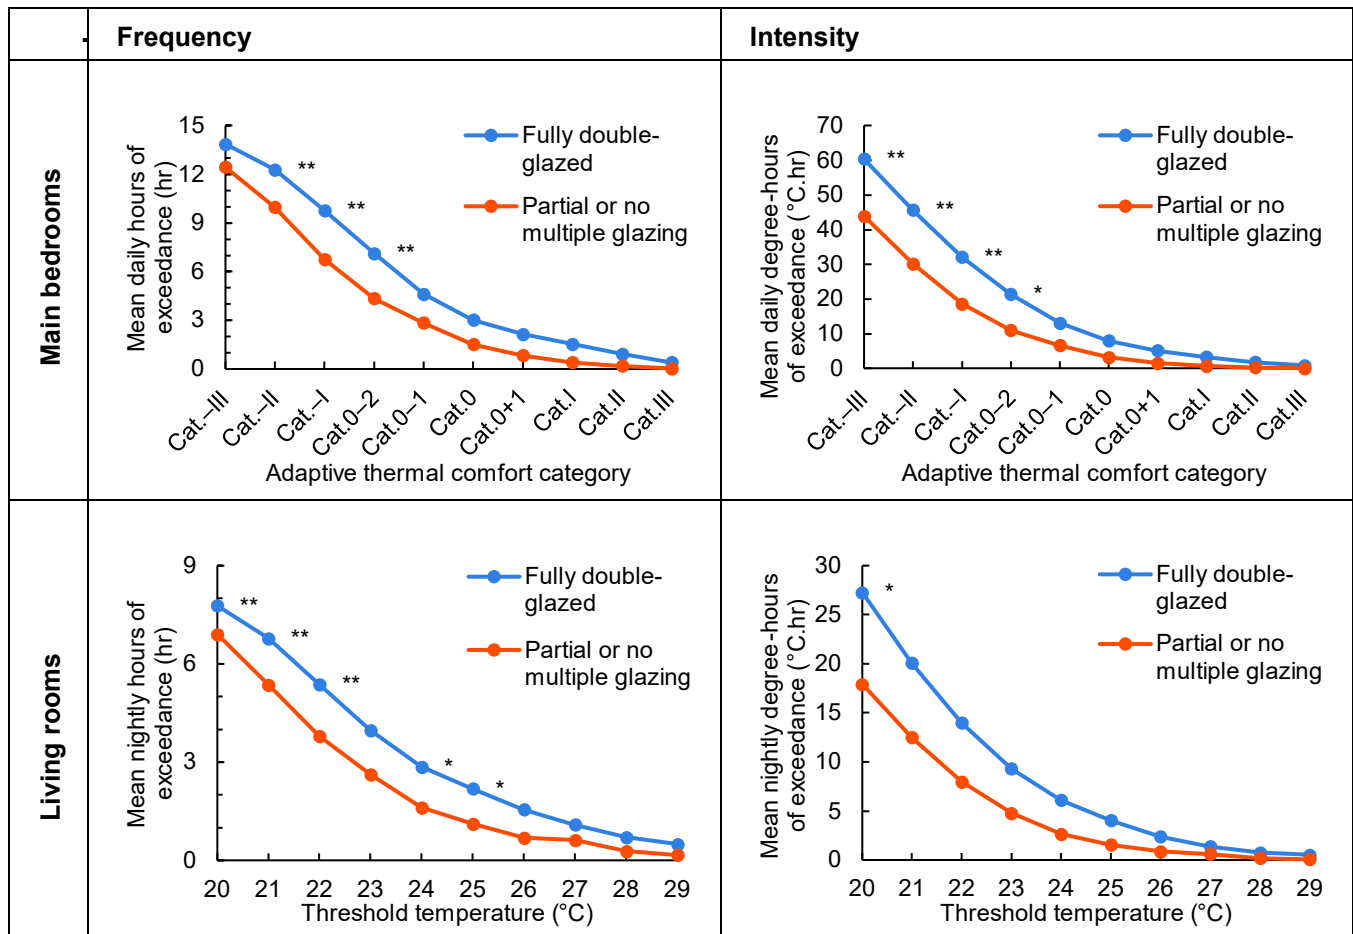 - Frequency
Intensity
Main bedrooms
Mean daily hours of
exceedance (hr)
15
12
9
6
3
0
Fully double-
glazed
Partial or no
multiple glazing
**
**
**
Cat.–III
Cat.–II
Cat.–I
Cat.0–2
Cat.0–1
Cat.0
Cat.0+1
Cat.I
Cat.II
Cat.III
Adaptive thermal comfort category
Mean daily degree-hours
of exceedance (°C.hr)
70
60
50
40
30
20
10
0
Fully double-
glazed
Partial or no
multiple glazing
**
**
**
*
Cat.–III
Cat.–II
Cat.–I
Cat.0–2
Cat.0–1
Cat.0
Cat.0+1
Cat.I
Cat.II
Cat.III
Adaptive thermal comfort category
Living rooms
Mean nightly hours of
exceedance (hr)
9
6
3
0
Fully double-
glazed
Partial or no
multiple glazing
**
**
**
*
*
20 21 22 23 24 25 26 27 28 29
Threshold temperature (°C)
Mean nightly degree-hours
of exceedance (°C.hr)
30
25
20
15
10
5
0
Fully double-
glazed
Partial or no
multiple glazing
*
20 21 22 23 24 25 26 27 28 29
Threshold temperature (°C)